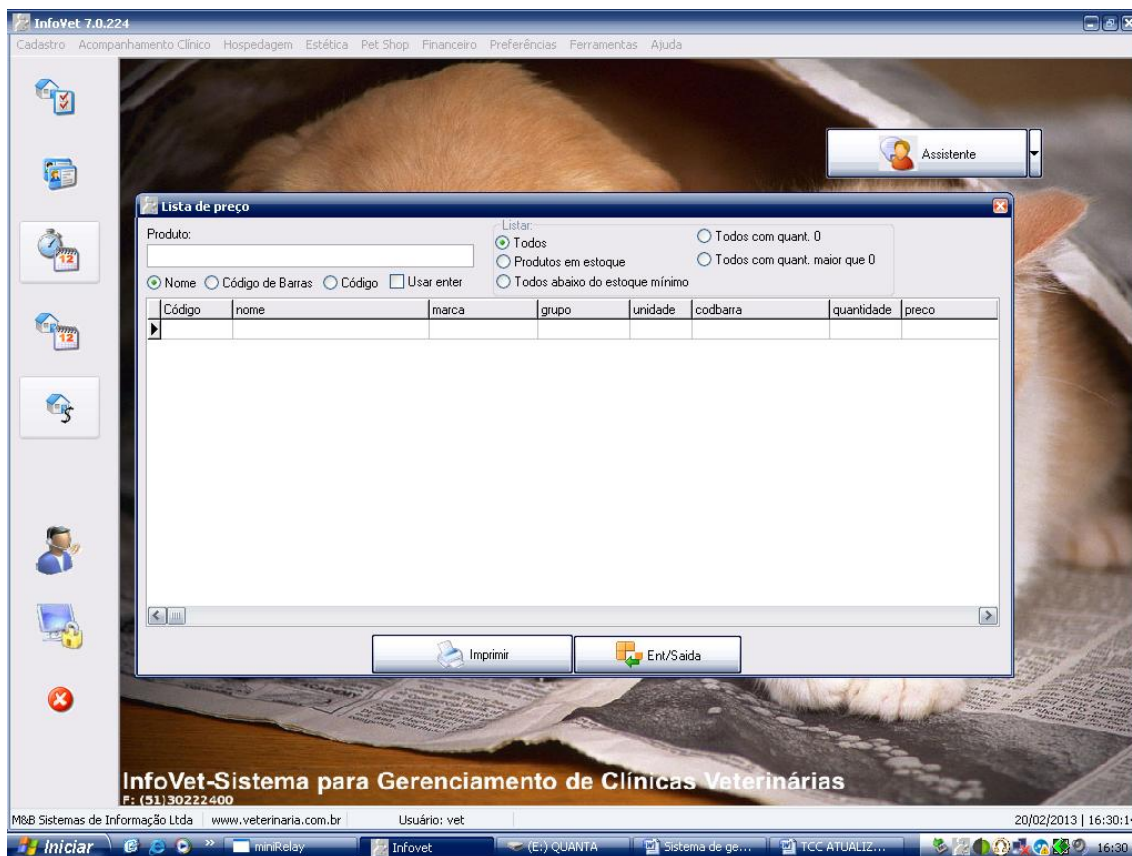 InfoVet 7.0.224
Cadastro Acompanhamento Clínico Hospedagem Estética Pet Shop Financeiro Preferências Ferramentas Ajuda
Assistente
Lista de preço
Produto:
Listar:
Todos
Todos com quant. 0
Produtos em estoque
Todos com quant. maior que 0
Nome Código de Barras Código Usar enter
Todos abaixo do estoque mínimo
Código nome marca grupo unidade codbarra quantidade preco
Imprimir Ent/Saida
InfoVet-Sistema para Gerenciamento de Clínicas Veterinárias
F: (51)30222400
M&B Sistemas de Informação Ltda www.veterinaria.com.br Usuário: vet 20/02/2013 | 16:30:1
Iniciar » miniRelay Infovet (E:) QUANTA Sistema de ge... TCC ATUALIZ... 16:30
12
12
12